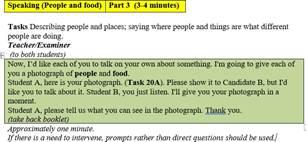 Speaking (People and food) Part 3 (3-4 minutes)
Tasks Describing people and places; saying where people and things are what different
people are doing.
Teacher/Examiner
(to both students)
Now, I'd like each of you to talk on your own about something. I'm going to give each of
you a photograph of people and food.
Student A, here is your photograph. (Task 20A). Please show it to Candidate B, but I'd
like you to talk about it. Student B, you just listen. I'll give you your photograph in a
moment.
Student A, please tell us what you can see in the photograph. Thank you.
(take back booklet)
Approximately one minute.
If there is a need to intervene, prompts rather than direct questions should be used.